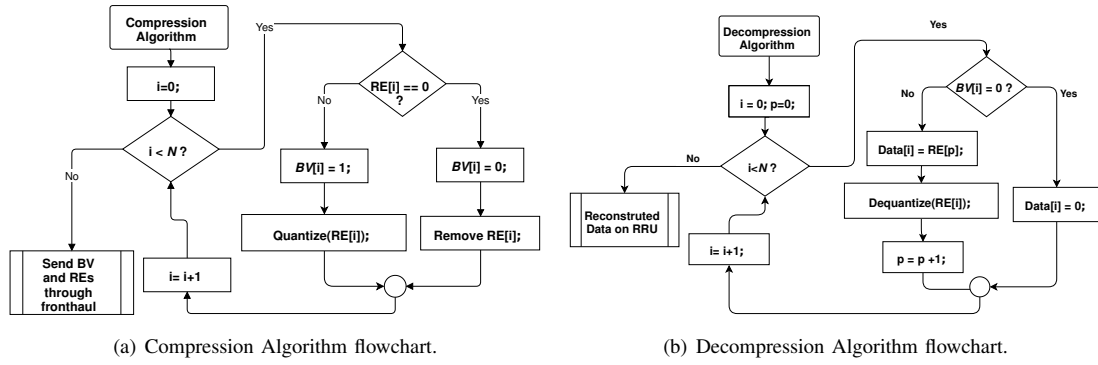 Compression
Algorithm
i=0;
i < N ?
Yes
No
RE[i] == 0
?
No
Yes
BV[i] = 1;
BV[i] = 0;
Quantize(RE[i]);
Remove RE[i];
i= i+1
Send BV
and REs
through
fronthaul
(a) Compression Algorithm flowchart.
Decompression
Algorithm
i = 0; p=0;
i<N ?
Yes
No
BV[i] = 0 ?
No
Yes
Data[i] = RE[p];
Dequantize(RE[i]);
Data[i] = 0;
p = p +1;
i= i+1;
Reconstruted
Data on RRU
(b) Decompression Algorithm flowchart.